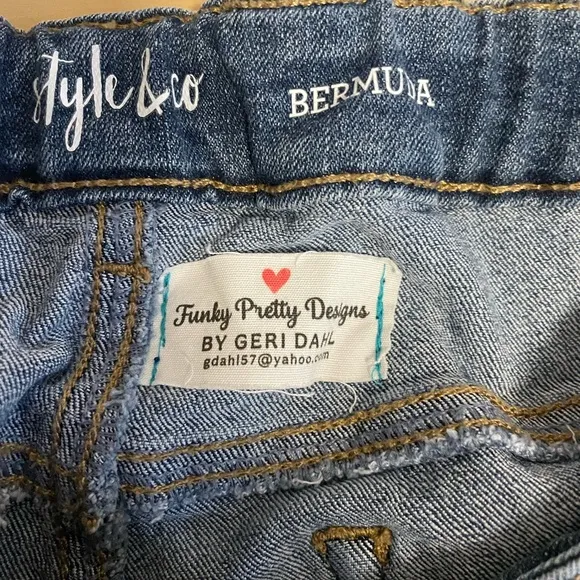 style & co
BERMUDA
Funky Pretty Designs
BY GERI DAHL
gdahl57@yahoo.com